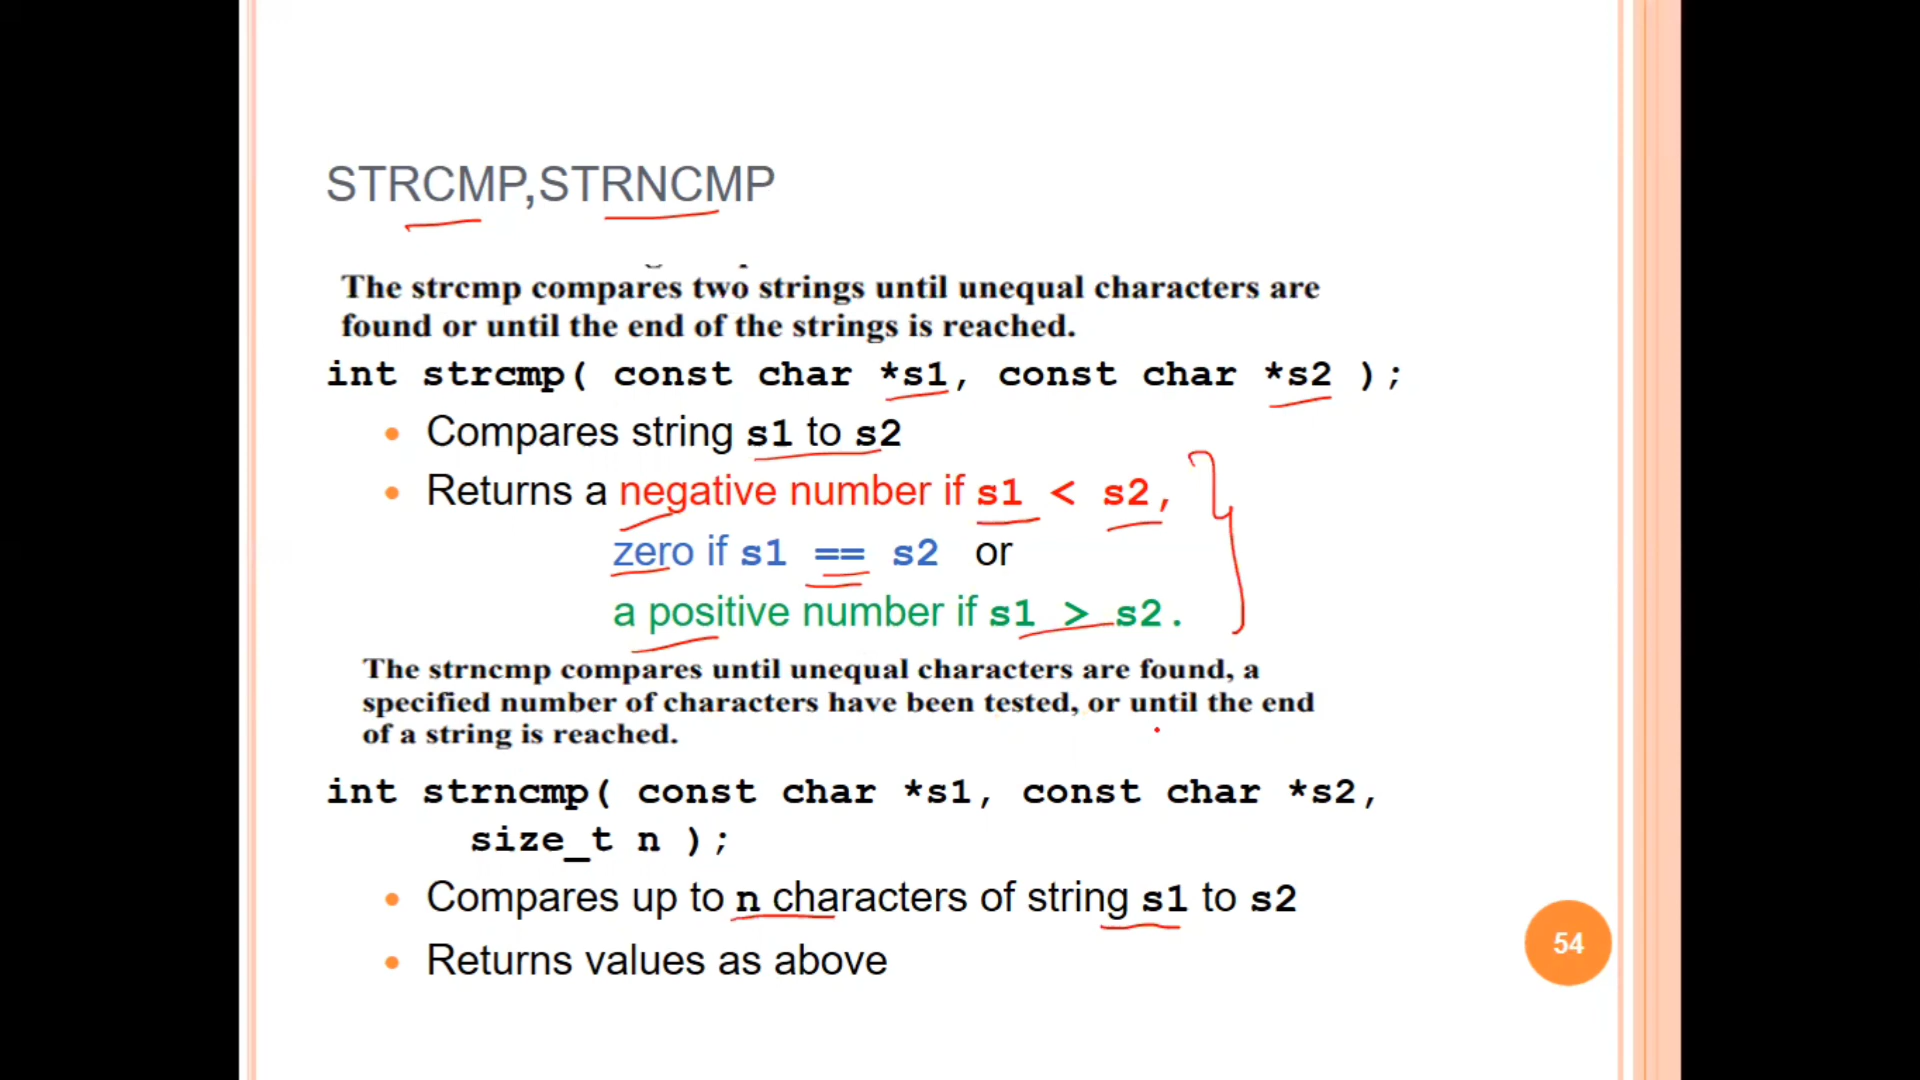 STRCMP,STRNCMP
The strcmp compares two strings until unequal characters are
found or until the end of the strings is reached.
int strcmp( const char *s1, const char *s2 );
• Compares string s1 to s2
• Returns a negative number if s1 < s2,
zero if s1 == s2 or
a positive number if s1 > s2.
The strncmp compares until unequal characters are found, a
specified number of characters have been tested, or until the end
of a string is reached.
int strncmp( const char *s1, const char *s2,
size_t n );
• Compares up to n characters of string s1 to s2
• Returns values as above
54